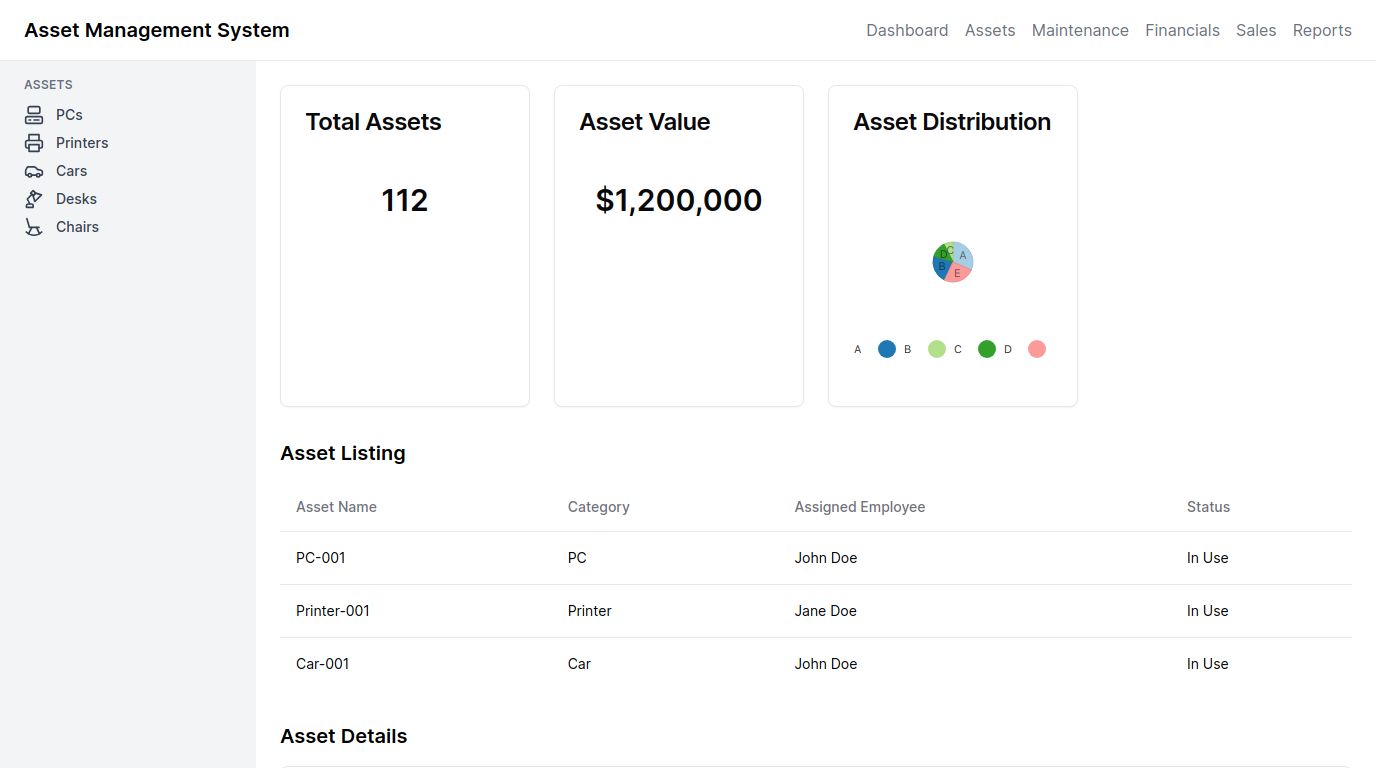 Asset Management System
Dashboard Assets Maintenance Financials Sales Reports
ASSETS
PCs
Printers
Cars
Desks
Chairs
Total Assets
112
Asset Value
$1,200,000
Asset Distribution
D C A
B E
A B C D
Asset Listing
Asset Name Category Assigned Employee Status
PC-001 PC John Doe In Use
Printer-001 Printer Jane Doe In Use
Car-001 Car John Doe In Use
Asset Details